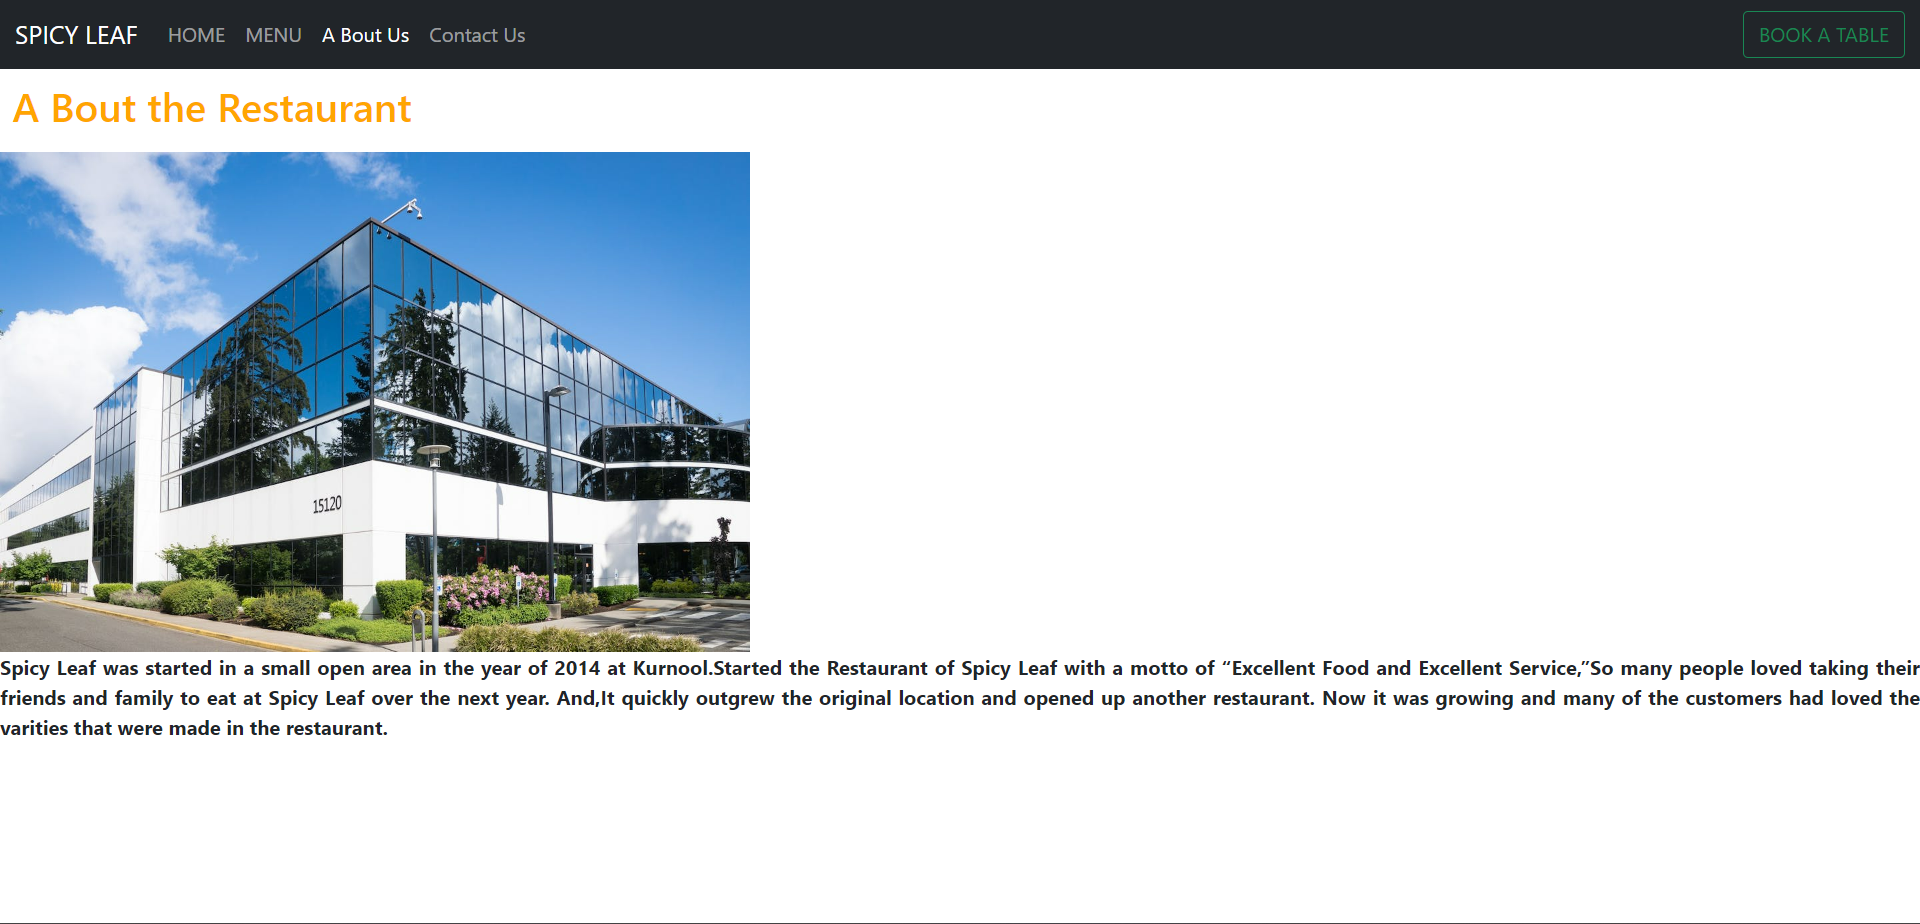 SPICY LEAF HOME MENU A Bout Us Contact Us BOOK A TABLE
A Bout the Restaurant
15120
Spicy Leaf was started in a small open area in the year of 2014 at Kurnool.Started the Restaurant of Spicy Leaf with a motto of “Excellent Food and Excellent Service,”So many people loved taking their
friends and family to eat at Spicy Leaf over the next year. And,It quickly outgrew the original location and opened up another restaurant. Now it was growing and many of the customers had loved the
varities that were made in the restaurant.